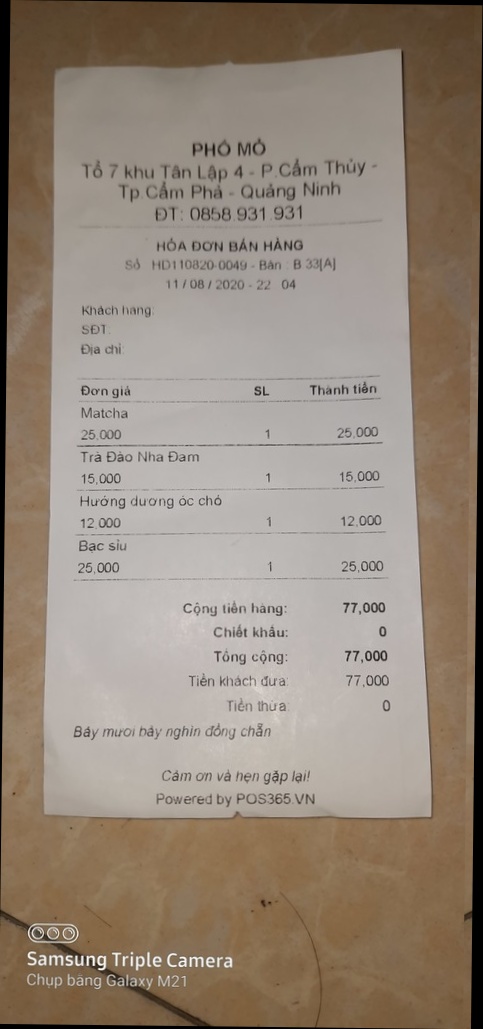 PHỐ MỎ
Tổ 7 khu Tân Lập 4 - P.Cẩm Thủy -
Tp.Cẩm Phả - Quảng Ninh
ĐT: 0858.931.931
HÓA ĐƠN BÁN HÀNG
Số HD110820-0049 - Bàn : B.33[A]
11 / 08 / 2020 - 22 : 04
Khách hàng:
SĐT:
Địa chỉ:
Đơn giá SL Thành tiền
Matcha
25,000 1 25,000
Trà Đào Nha Đam
15,000 1 15,000
Hướng dương óc chó
12,000 1 12,000
Bạc sỉu
25,000 1 25,000
Cộng tiền hàng: 77,000
Chiết khấu: 0
Tổng cộng: 77,000
Tiền khách đưa: 77,000
Tiền thừa: 0
Bảy mươi bảy nghìn đồng chẵn
Cảm ơn và hẹn gặp lại!
Powered by POS365.VN
Samsung Triple Camera
Chụp bằng Galaxy M21